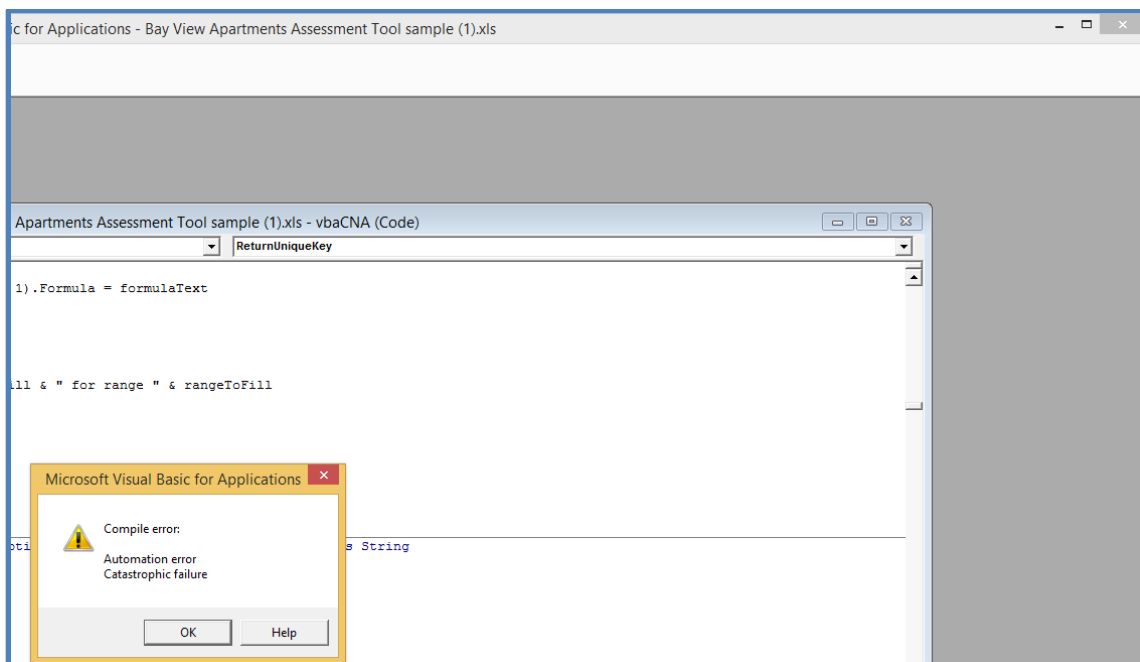 ic for Applications - Bay View Apartments Assessment Tool sample (1).xls
Apartments Assessment Tool sample (1).xls - vbaCNA (Code)
ReturnUniqueKey
1).Formula = formulaText
ill & " for range " & rangeToFill
Microsoft Visual Basic for Applications
Compile error:
Automation error
Catastrophic failure
pti s String
OK Help